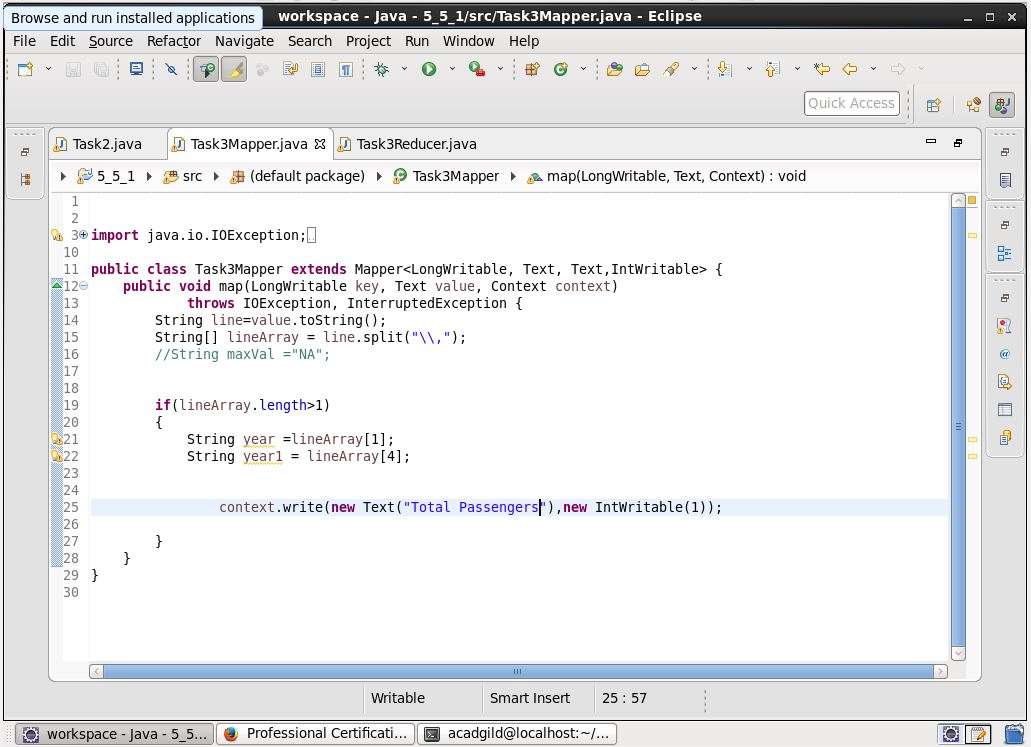 Browse and run installed applications
workspace - Java - 5_5_1/src/Task3Mapper.java - Eclipse
File Edit Source Refactor Navigate Search Project Run Window Help
Quick Access
Task2.java Task3Mapper.java Task3Reducer.java
5_5_1 src (default package) Task3Mapper map(LongWritable, Text, Context) : void
1
2
3 import java.io.IOException;
10
11 public class Task3Mapper extends Mapper<LongWritable, Text, Text,IntWritable> {
12 public void map(LongWritable key, Text value, Context context)
13 throws IOException, InterruptedException {
14 String line=value.toString();
15 String[] lineArray = line.split("\\,");
16 //String maxVal ="NA";
17
18
19 if(lineArray.length>1)
20 {
21 String year =lineArray[1];
22 String year1 = lineArray[4];
23
24
25 context.write(new Text("Total Passengers"),new IntWritable(1));
26
27 }
28 }
29 }
30
Writable Smart Insert 25 : 57
workspace - Java - 5_5... Professional Certificati... acadgild@localhost:~/...